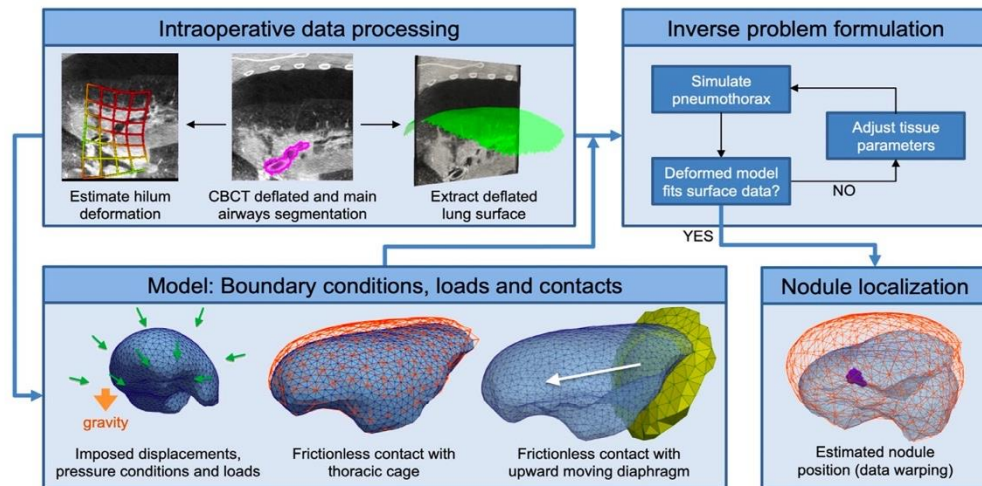 Intraoperative data processing
Estimate hilum
deformation
CBCT deflated and main
airways segmentation
Extract deflated
lung surface
Inverse problem formulation
Simulate
pneumothorax
Adjust tissue
parameters
Deformed model
fits surface data?
NO
YES
Model: Boundary conditions, loads and contacts
gravity
Imposed displacements,
pressure conditions and loads
Frictionless contact with
thoracic cage
Frictionless contact with
upward moving diaphragm
Nodule localization
Estimated nodule
position (data warping)